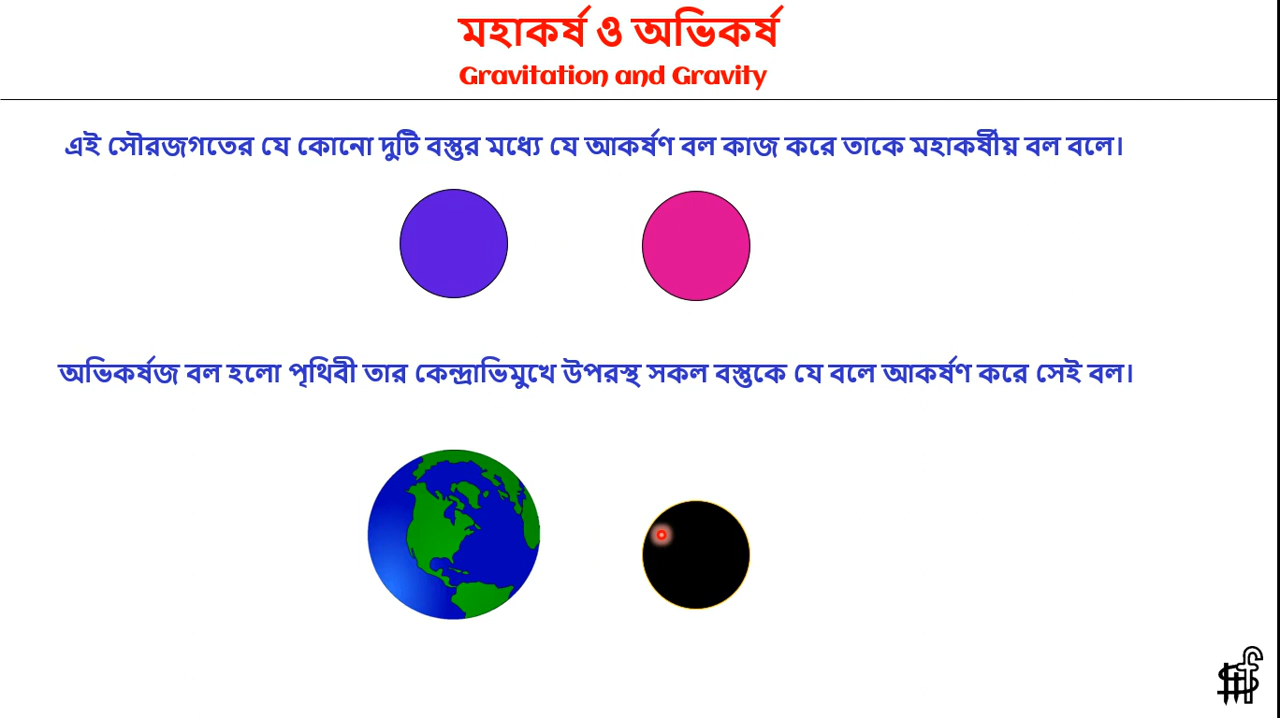 মহাকর্ষ ও অভিকর্ষ
Gravitation and Gravity
এই সৌরজগতের যে কোনো দুটি বস্তুর মধ্যে যে আকর্ষণ বল কাজ করে তাকে মহাকর্ষীয় বল বলে।
অভিকর্ষজ বল হলো পৃথিবী তার কেন্দ্রাভিমুখে উপরস্থ সকল বস্তুকে যে বলে আকর্ষণ করে সেই বল।